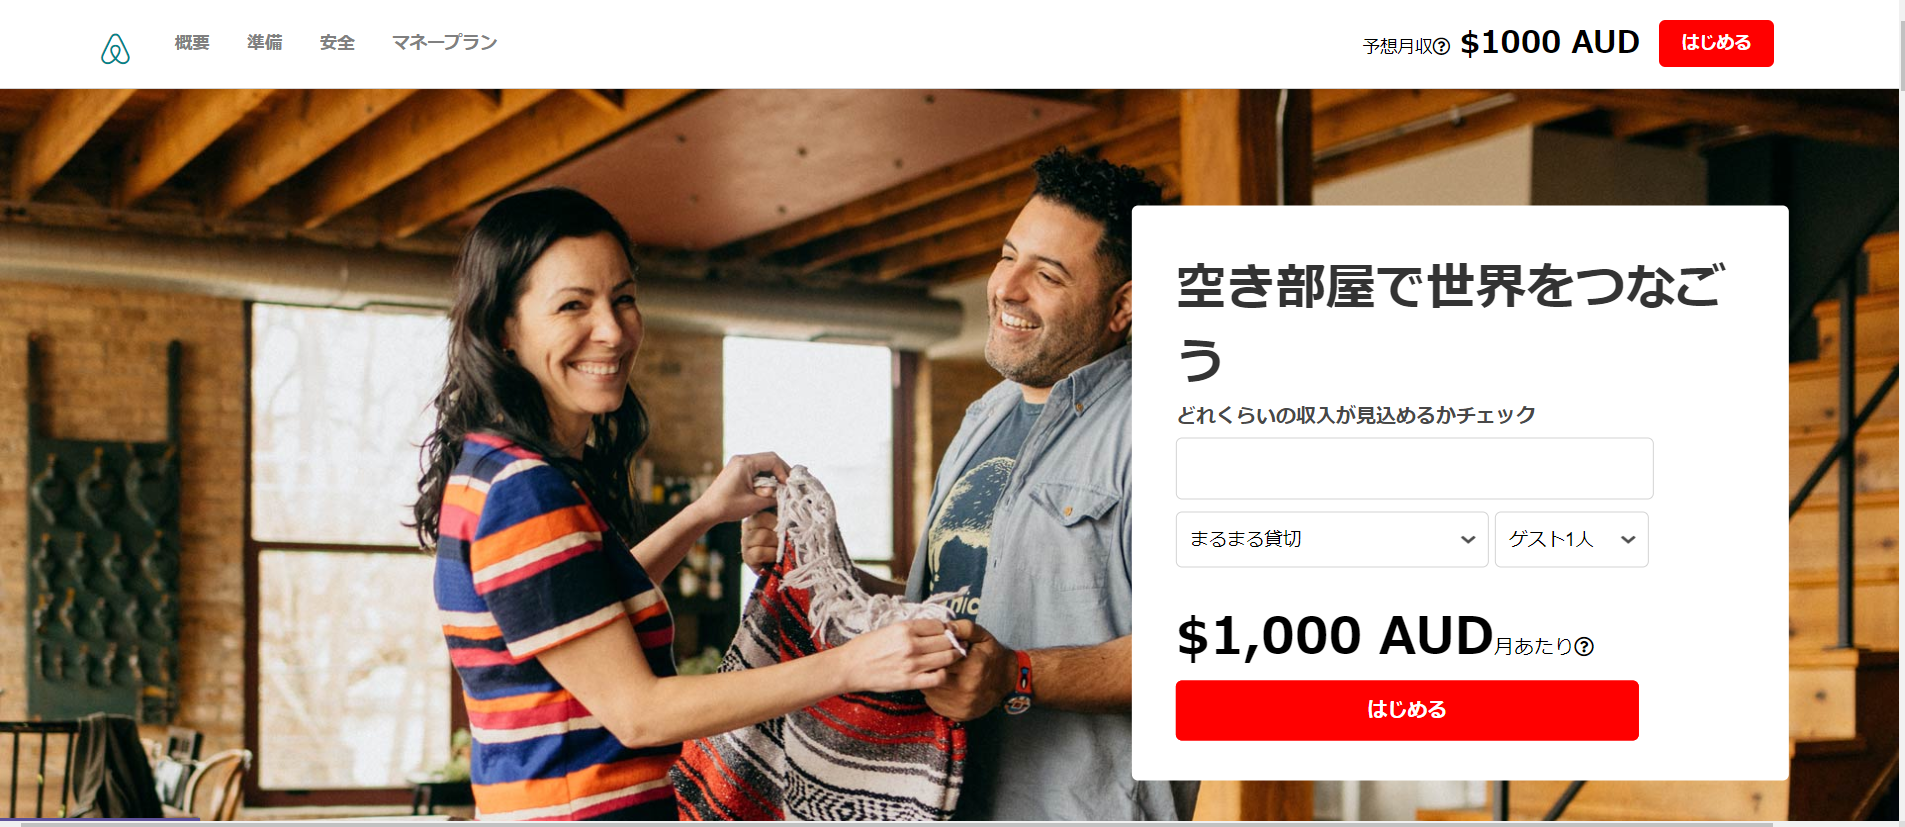 概要 準備 安全 マネープラン 予想月収 $1000 AUD はじめる
空き部屋で世界をつなご
う
どれくらいの収入が見込めるかチェック
まるまる貸切 ゲスト1人
$1,000 AUD月あたり
はじめる